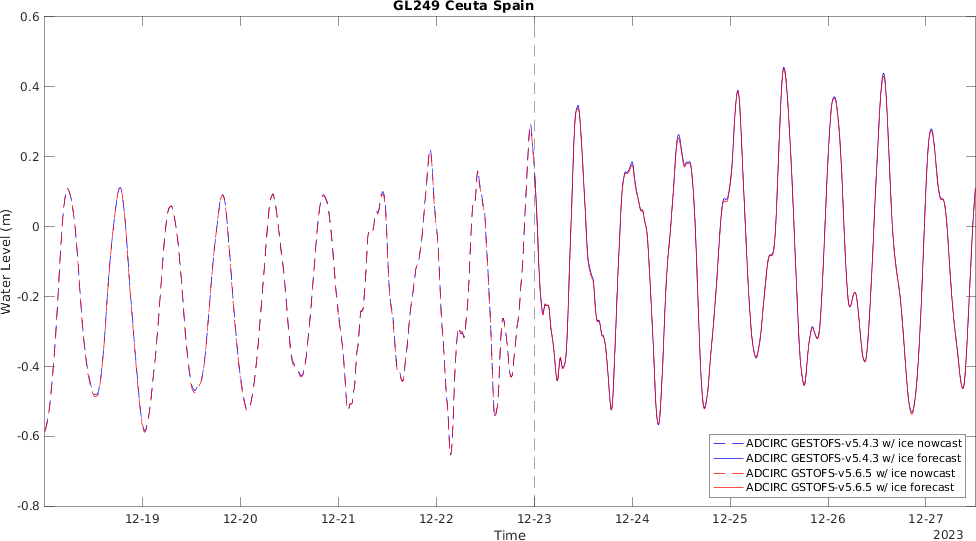 GL249 Ceuta Spain
0.6
0.4
0.2
0
-0.2
-0.4
-0.6
-0.8
Water Level (m)
ADCIRC GESTOFS-v5.4.3 w/ ice nowcast
ADCIRC GESTOFS-v5.4.3 w/ ice forecast
ADCIRC GSTOFS-v5.6.5 w/ ice nowcast
ADCIRC GSTOFS-v5.6.5 w/ ice forecast
12-19 12-20 12-21 12-22 12-23 12-24 12-25 12-26 12-27
Time
2023